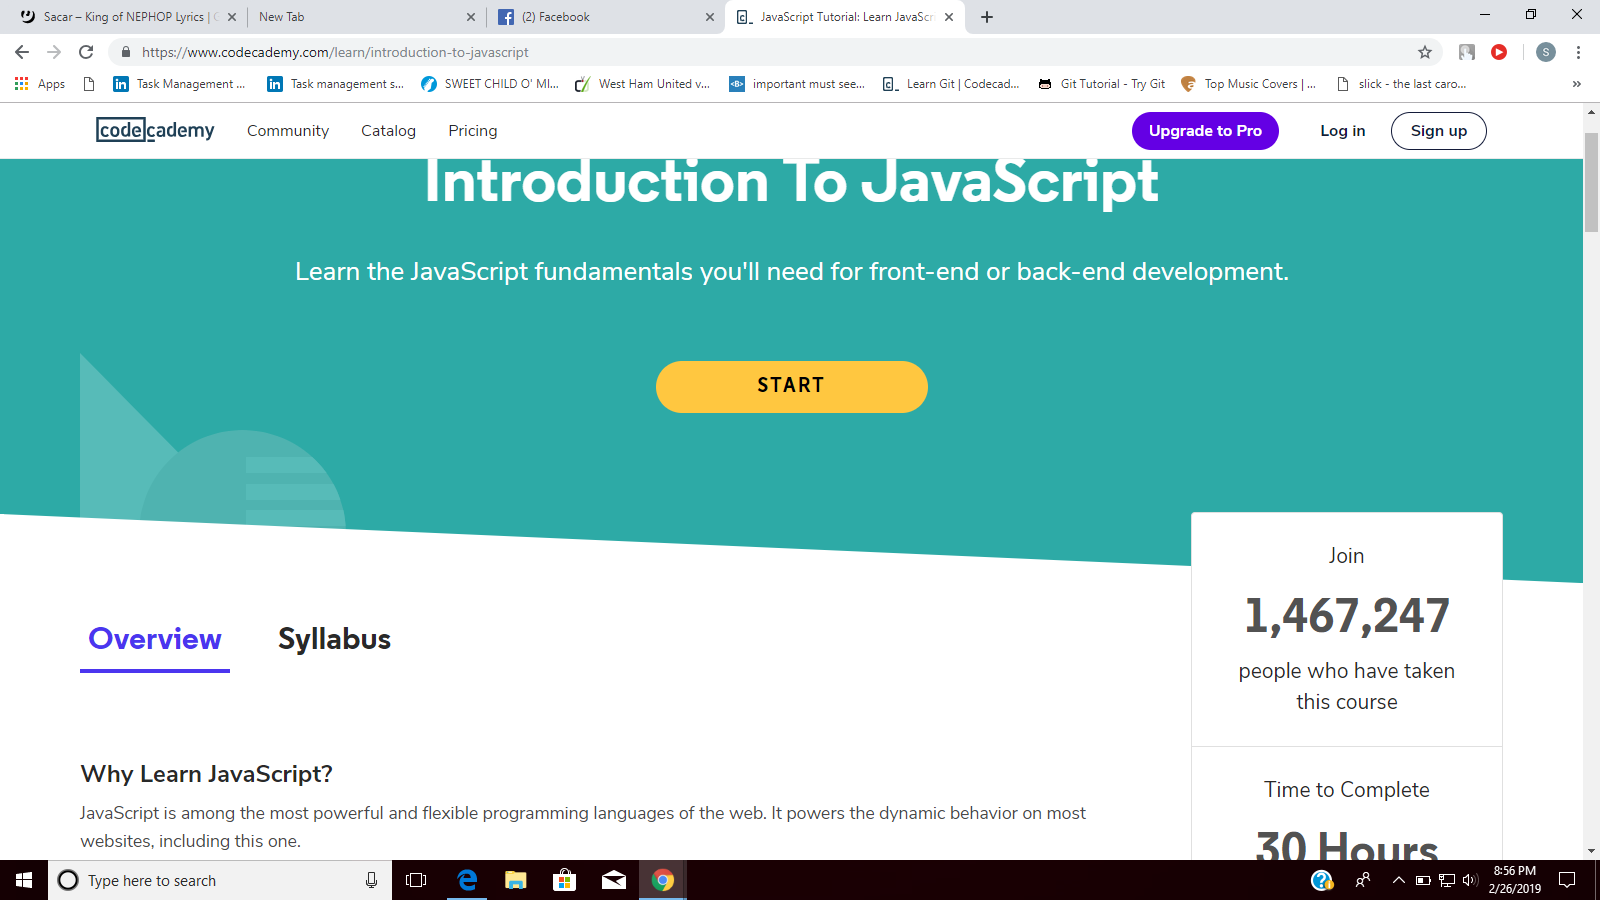 Sacar – King of NEPHOP Lyrics |
New Tab
(2) Facebook
JavaScript Tutorial: Learn JavaScri
https://www.codecademy.com/learn/introduction-to-javascript
S
Apps
Task Management ...
Task management s...
SWEET CHILD O' MI...
West Ham United v...
<B>
important must see...
Learn Git | Codecad...
Git Tutorial - Try Git
Top Music Covers | ...
slick - the last caro...
»
codecademy
Community
Catalog
Pricing
Upgrade to Pro
Log in
Sign up
Introduction To JavaScript
Learn the JavaScript fundamentals you'll need for front-end or back-end development.
START
Join
1,467,247
people who have taken
this course
Overview
Syllabus
Why Learn JavaScript?
JavaScript is among the most powerful and flexible programming languages of the web. It powers the dynamic behavior on most
websites, including this one.
Time to Complete
30 Hours
Type here to search
8:56 PM
2/26/2019